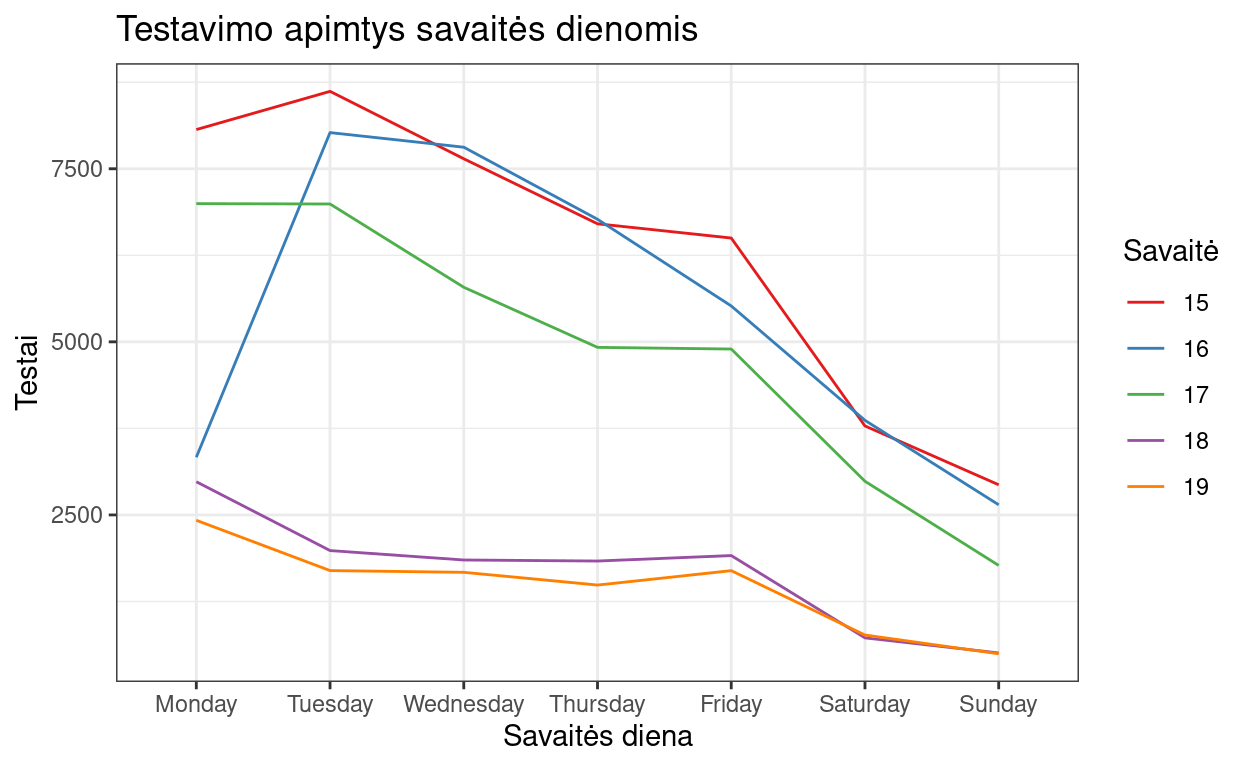 Testavimo apimtys savaitės dienomis
Testai
7500
5000
2500
Monday Tuesday Wednesday Thursday Friday Saturday Sunday
Savaitės diena
Savaitė
15
16
17
18
19